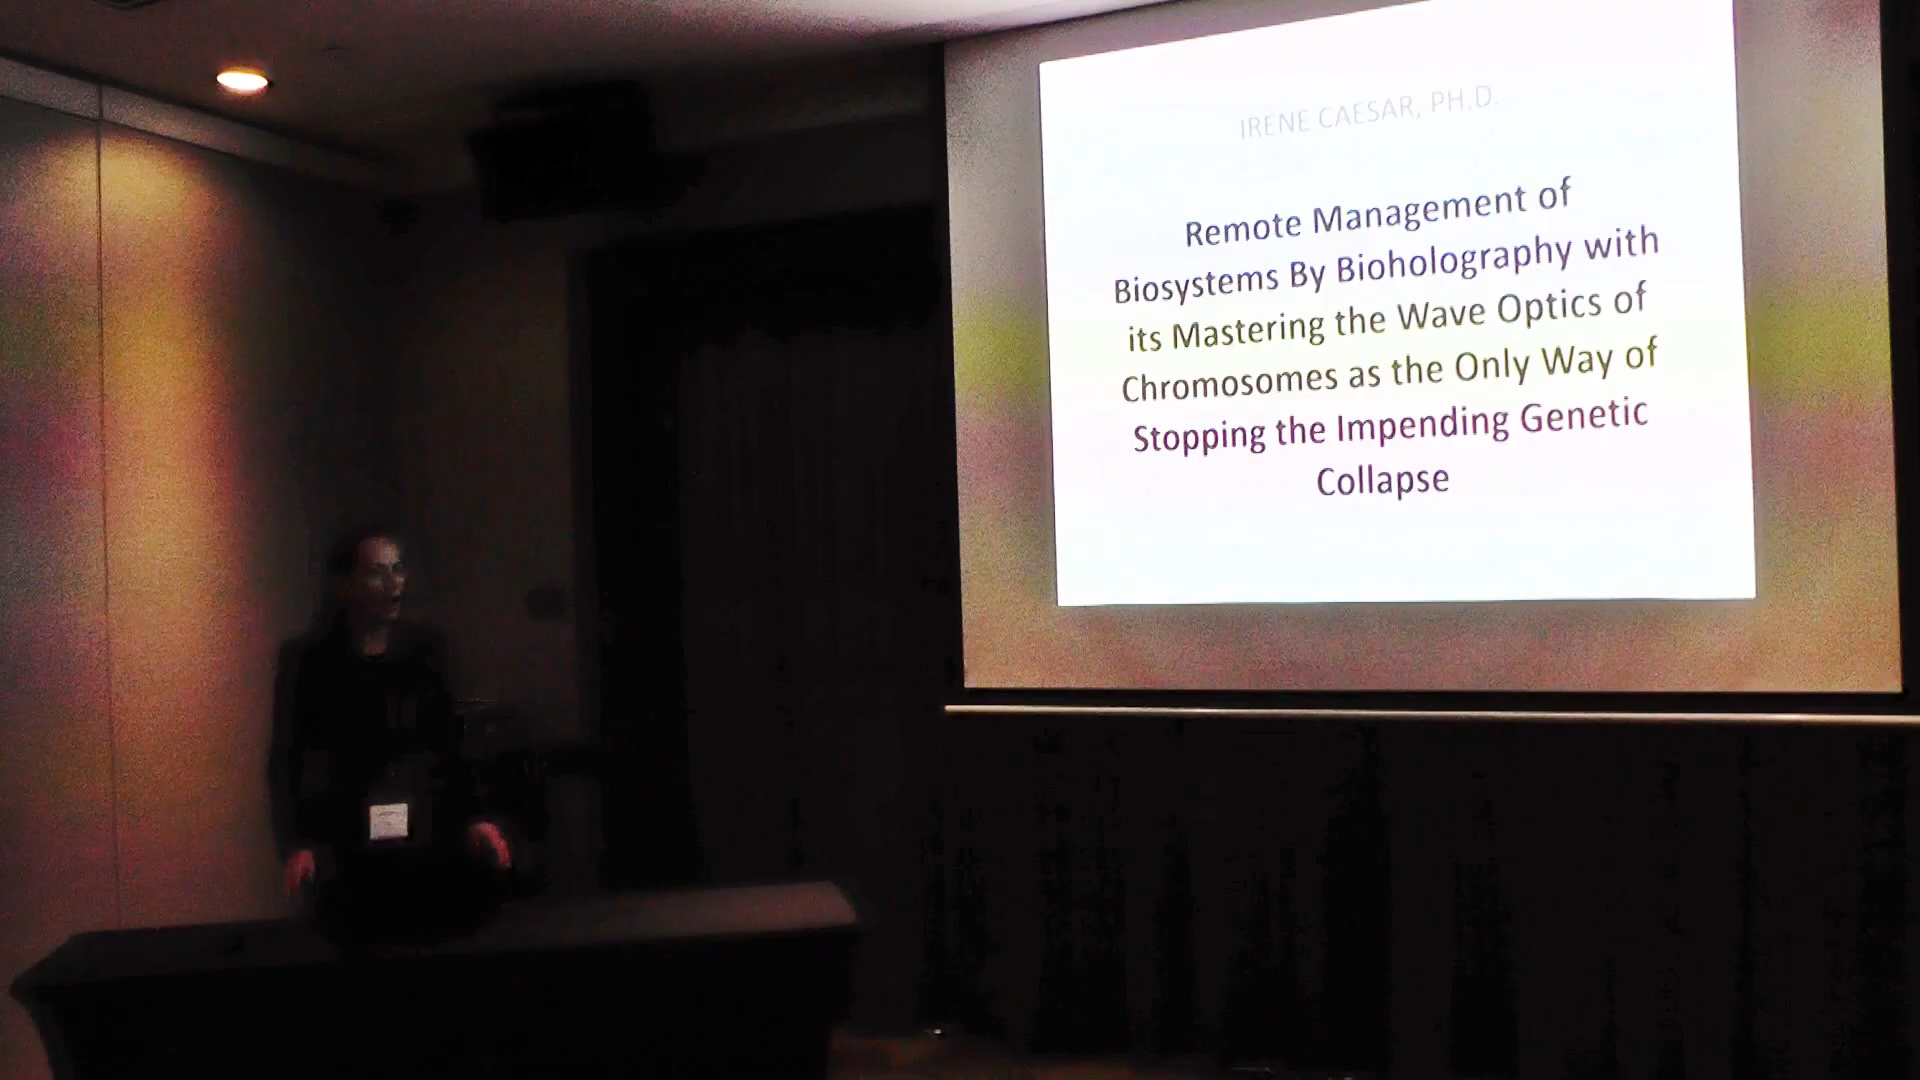 IRENE CAESAR, PH.D.
Remote Management of
Biosystems By Bioholography with
its Mastering the Wave Optics of
Chromosomes as the Only Way of
Stopping the Impending Genetic
Collapse